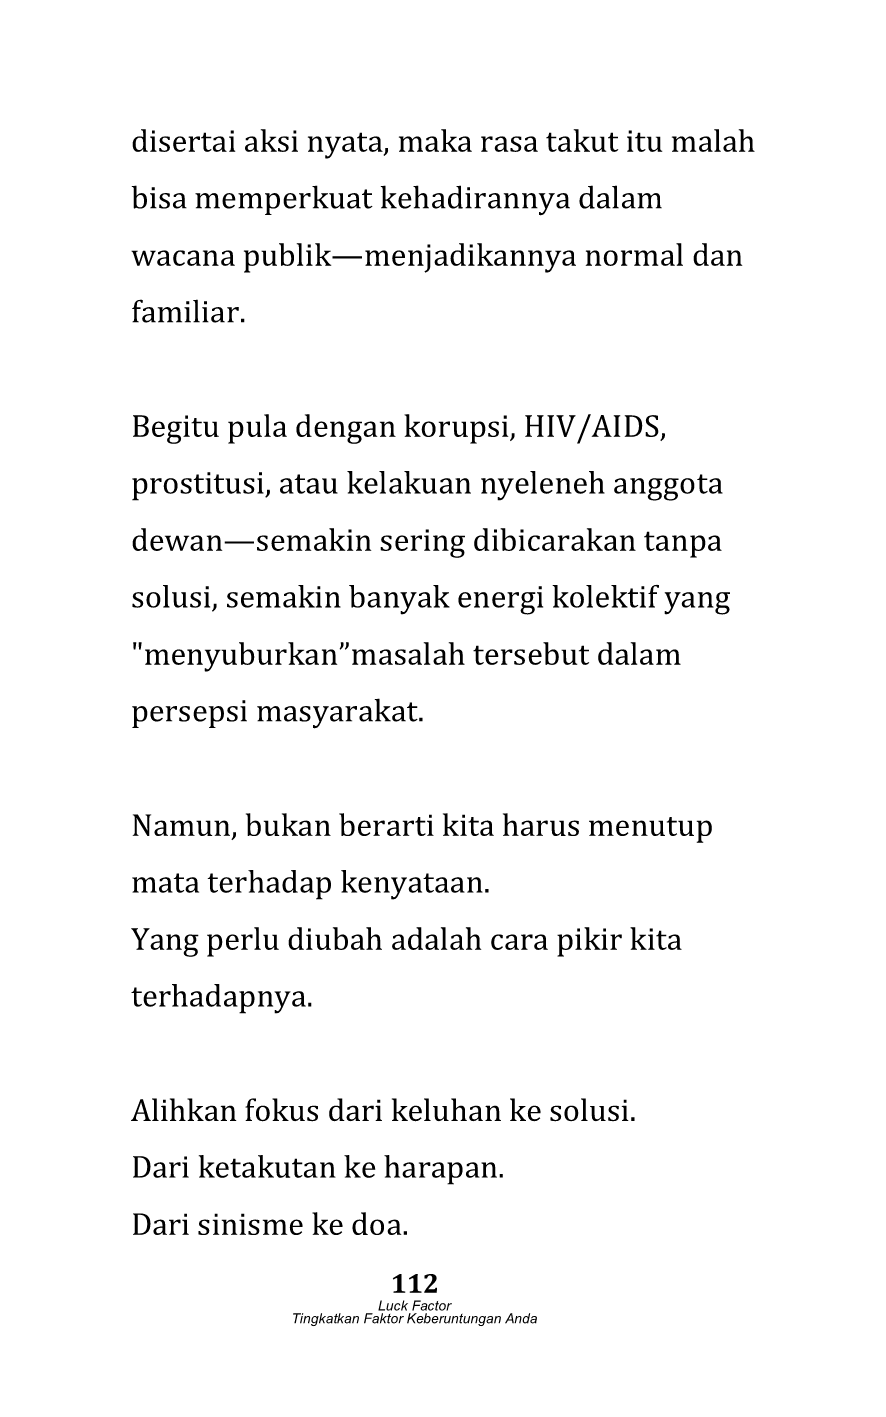 disertai aksi nyata, maka rasa takut itu malah
bisa memperkuat kehadirannya dalam
wacana publik—menjadikannya normal dan
familiar.
Begitu pula dengan korupsi, HIV/AIDS,
prostitusi, atau kelakuan nyeleneh anggota
dewan—semakin sering dibicarakan tanpa
solusi, semakin banyak energi kolektif yang
"menyuburkan”masalah tersebut dalam
persepsi masyarakat.
Namun, bukan berarti kita harus menutup
mata terhadap kenyataan.
Yang perlu diubah adalah cara pikir kita
terhadapnya.
Alihkan fokus dari keluhan ke solusi.
Dari ketakutan ke harapan.
Dari sinisme ke doa.
112
Luck Factor
Tingkatkan Faktor Keberuntungan Anda